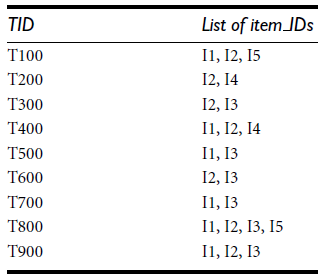 TID List of item_IDs
T100 I1, I2, I5
T200 I2, I4
T300 I2, I3
T400 I1, I2, I4
T500 I1, I3
T600 I2, I3
T700 I1, I3
T800 I1, I2, I3, I5
T900 I1, I2, I3